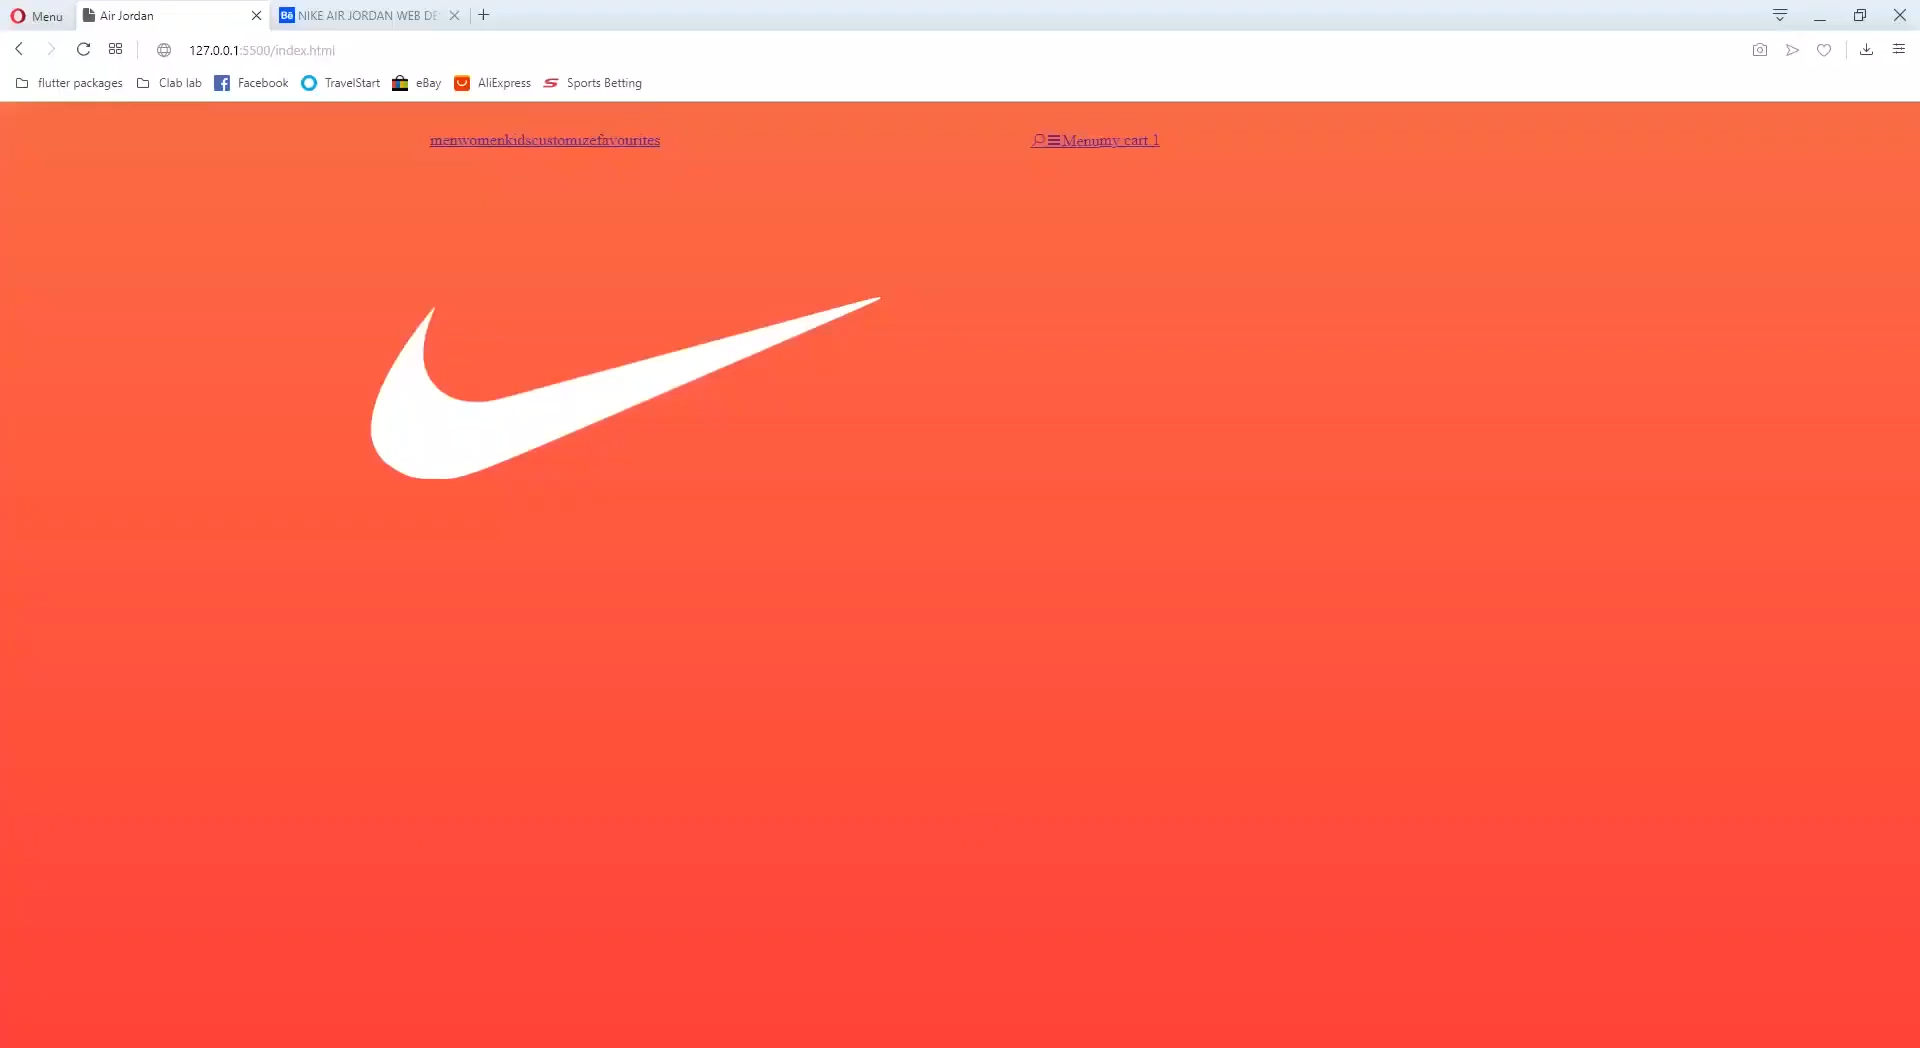 Menu Air Jordan NIKE AIR JORDAN WEB DE
127.0.0.1:5500/index.html
flutter packages Clab lab Facebook TravelStart eBay AliExpress Sports Betting
menwomenkidscustomizefavourites Menumy cart 1